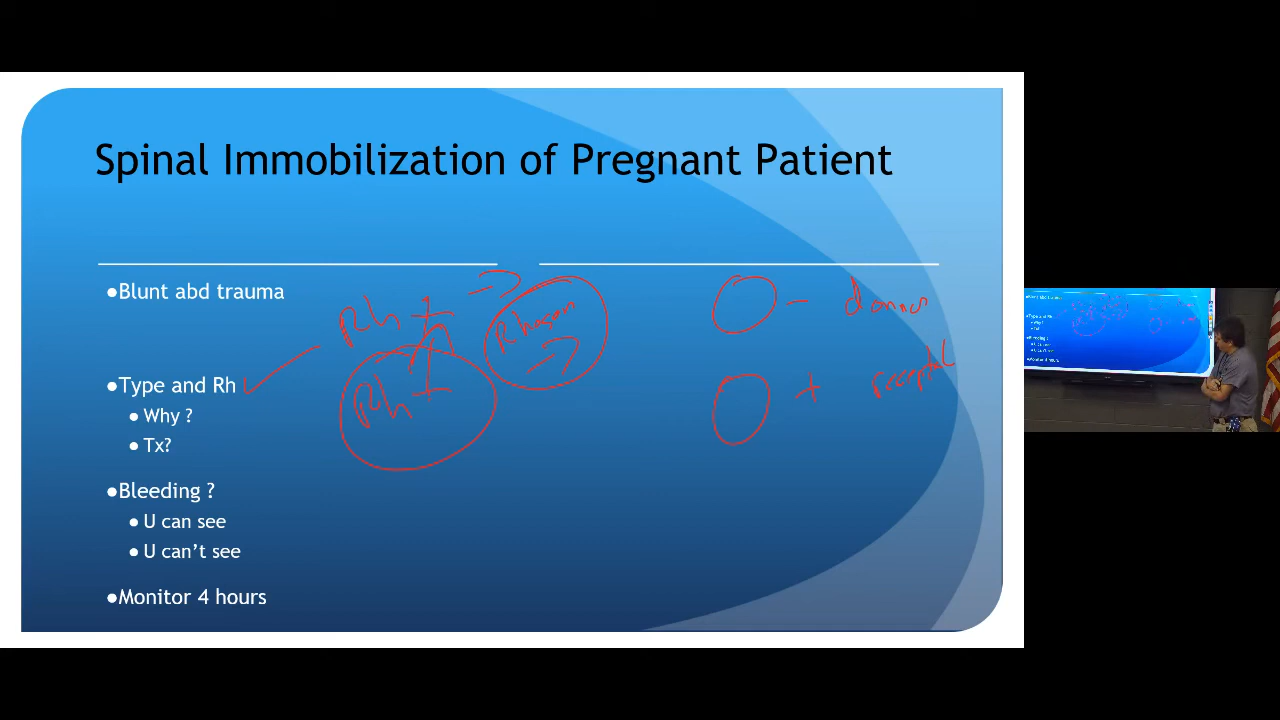 Spinal Immobilization of Pregnant Patient
●Blunt abd trauma
●Type and Rh
● Why ?
● Tx?
●Bleeding ?
● U can see
● U can't see
●Monitor 4 hours
Rh +
Rh +
Rhogam
O - donor
O +